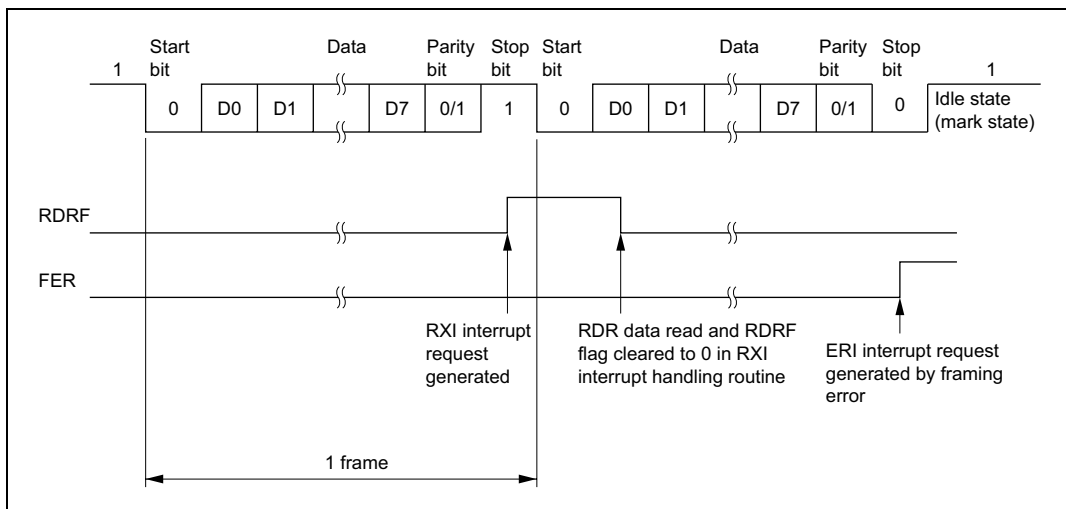 Start bit
Data
Parity bit
Stop bit
Start bit
Data
Parity bit
Stop bit
1
1
0
D0
D1
D7
0/1
1
0
D0
D1
D7
0/1
0
Idle state
(mark state)
RDRF
FER
RXI interrupt
request
generated
RDR data read and RDRF
flag cleared to 0 in RXI
interrupt handling routine
ERI interrupt request
generated by framing
error
1 frame